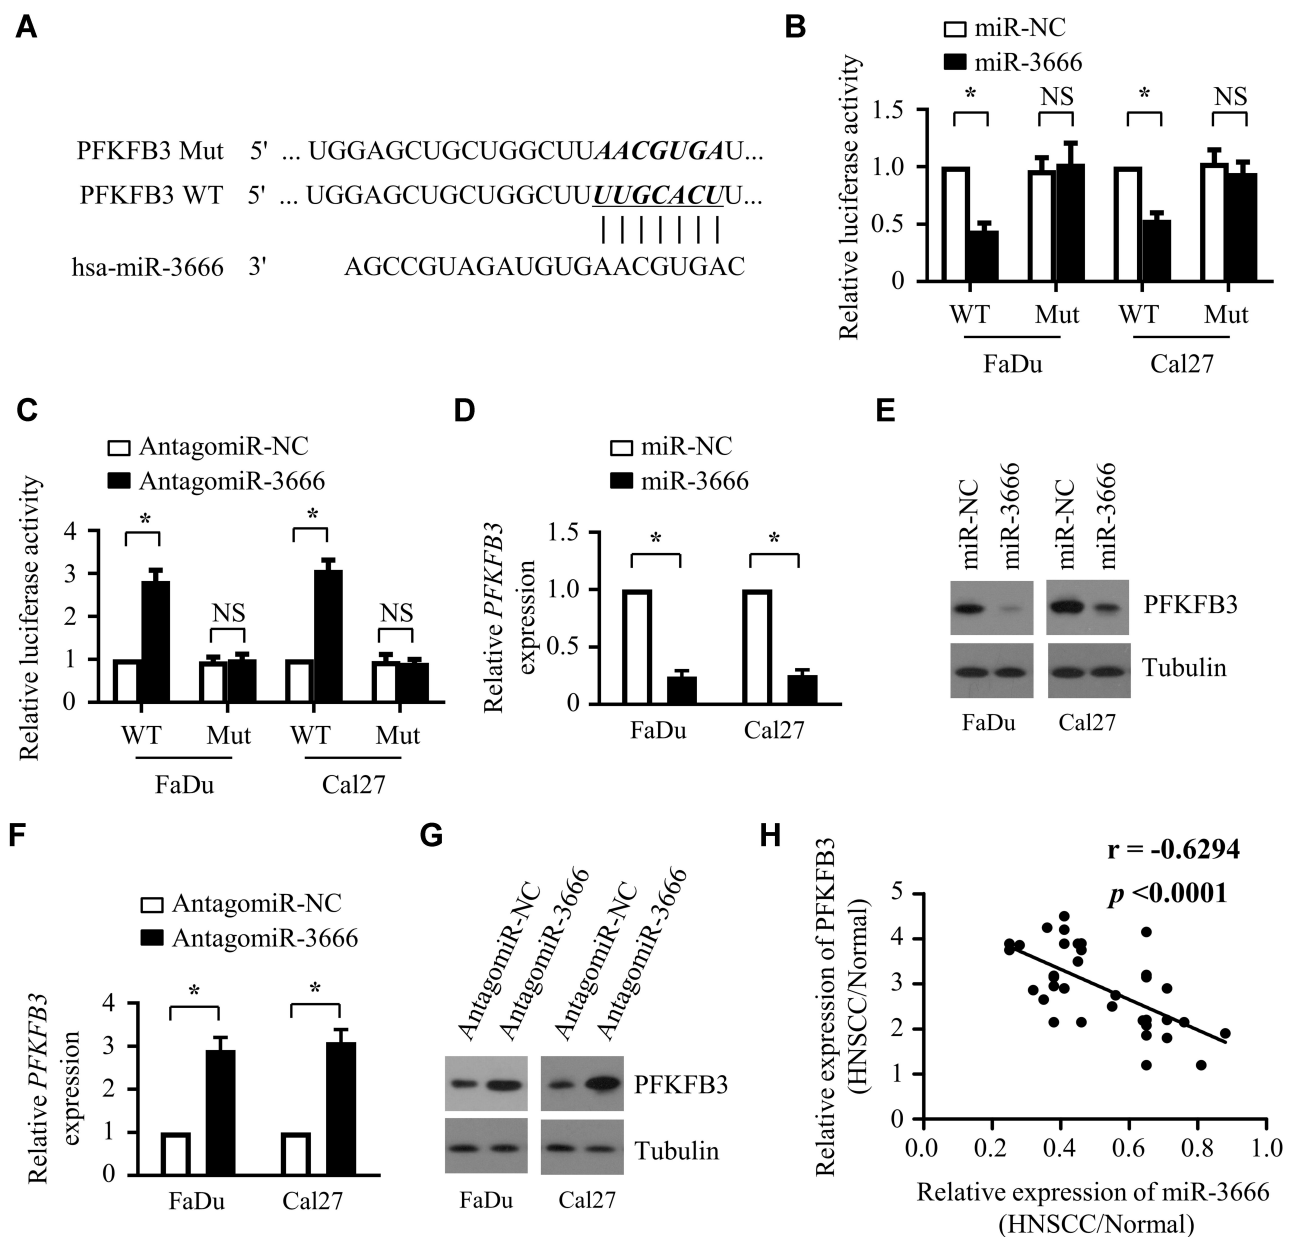 A
PFKFB3 Mut 5' ... UGGAGCUGCUGGCUUAACGUGAU...
PFKFB3 WT 5' ... UGGAGCUGCUGGCUUUUGCACUU...
hsa-miR-3666 3' AGCCGUAGAUGUGAACGUGAC
B
miR-NC
miR-3666
Relative luciferase activity
1.5
1.0
0.5
0
* NS * NS
WT Mut WT Mut
FaDu Cal27
C
AntagomiR-NC
AntagomiR-3666
Relative luciferase activity
4
3
2
1
0
* NS * NS
WT Mut WT Mut
FaDu Cal27
D
miR-NC
miR-3666
Relative PFKFB3
expression
1.5
1.0
0.5
0
* *
FaDu Cal27
E
miR-NC
miR-3666
miR-NC
miR-3666
PFKFB3
Tubulin
FaDu Cal27
F
AntagomiR-NC
AntagomiR-3666
Relative PFKFB3
expression
4
3
2
1
0
* *
FaDu Cal27
G
AntagomiR-NC
AntagomiR-3666
AntagomiR-NC
AntagomiR-3666
PFKFB3
Tubulin
FaDu Cal27
H
r = -0.6294
p <0.0001
Relative expression of PFKFB3
(HNSCC/Normal)
5
4
3
2
1
0
0.0 0.2 0.4 0.6 0.8 1.0
Relative expression of miR-3666
(HNSCC/Normal)